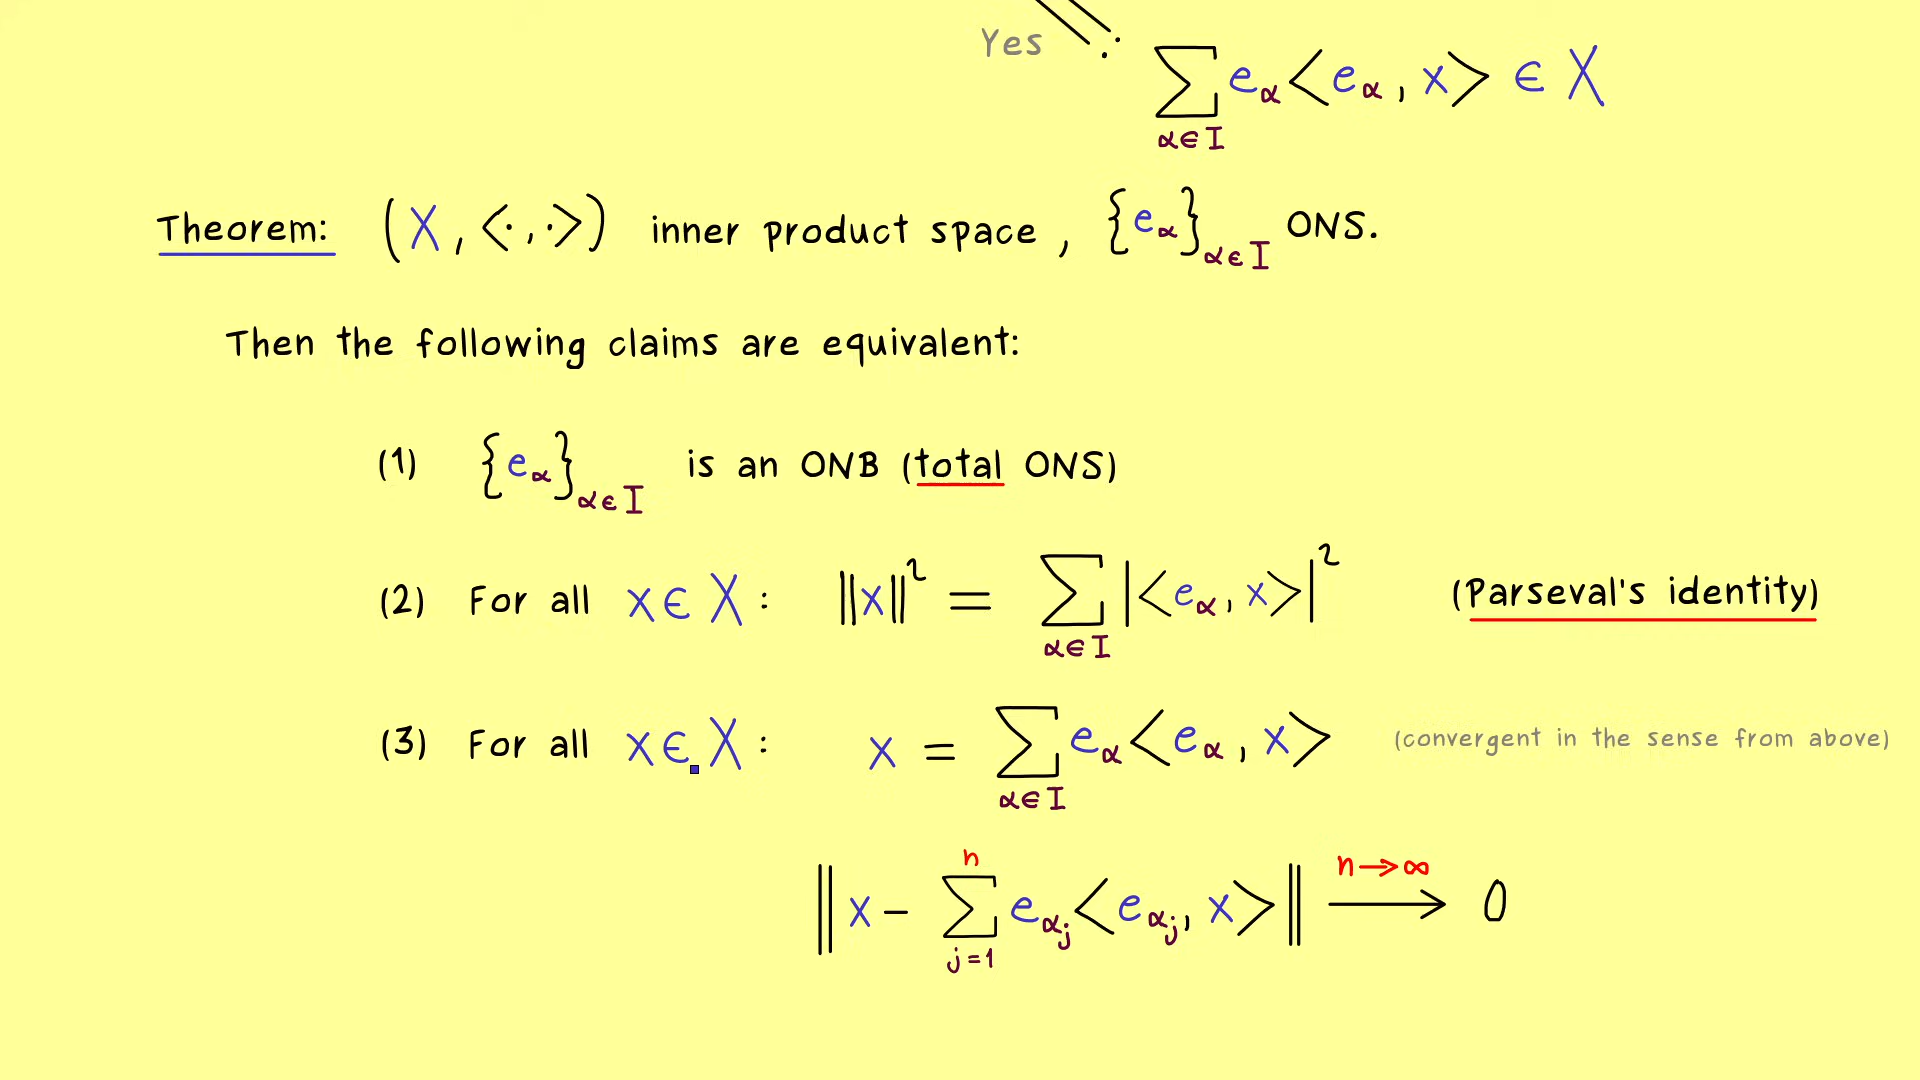 Yes
∑_{α∈I} e_α <e_α, x> ∈ X
Theorem: (X, <·,·>) inner product space, {e_α}_{α∈I} ONS.
Then the following claims are equivalent:
(1) {e_α}_{α∈I} is an ONB (total ONS)
(2) For all x∈X: ||x||² = ∑_{α∈I} |<e_α, x>|² (Parseval's identity)
(3) For all x∈X: x = ∑_{α∈I} e_α <e_α, x> (convergent in the sense from above)
||x - ∑_{j=1}^{n} e_{α_j} <e_{α_j}, x>|| \xrightarrow{n→∞} 0